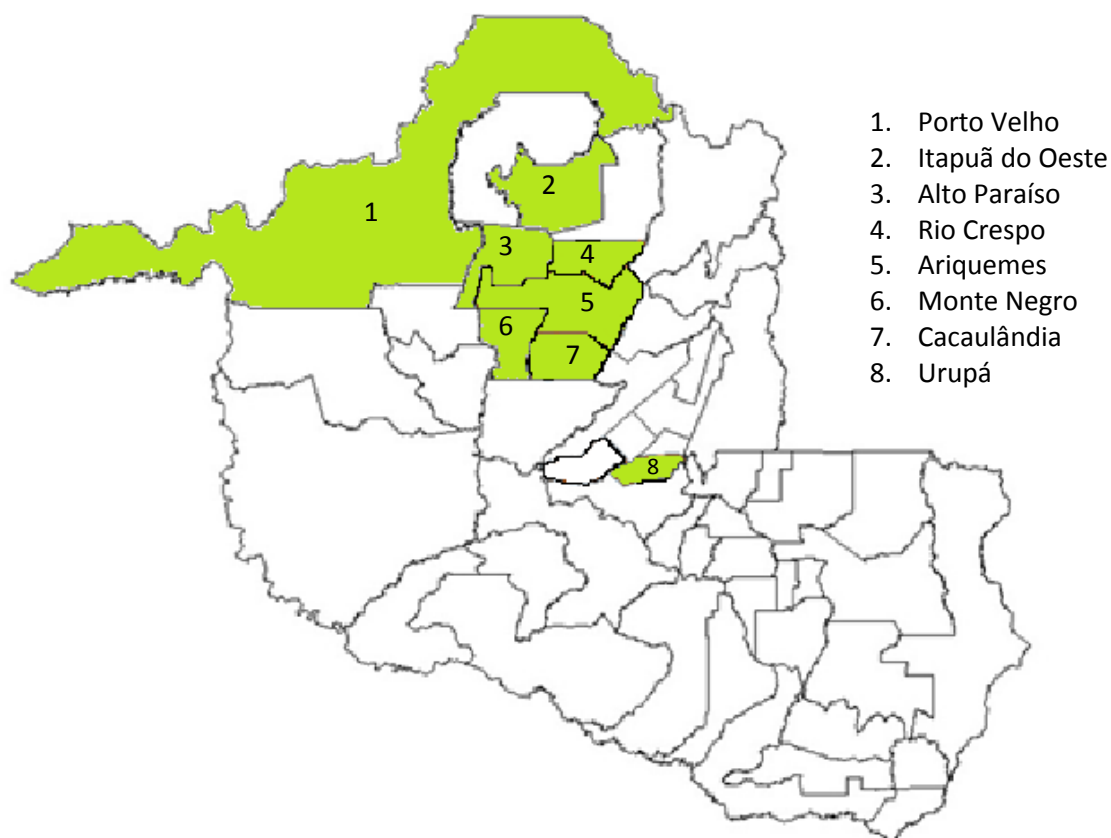 1
2
3
4
5
6
7
8
1. Porto Velho
2. Itapuã do Oeste
3. Alto Paraíso
4. Rio Crespo
5. Ariquemes
6. Monte Negro
7. Cacaulândia
8. Urupá